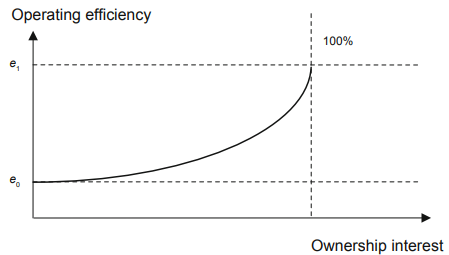 Operating efficiency
100%
e1
e0
Ownership interest